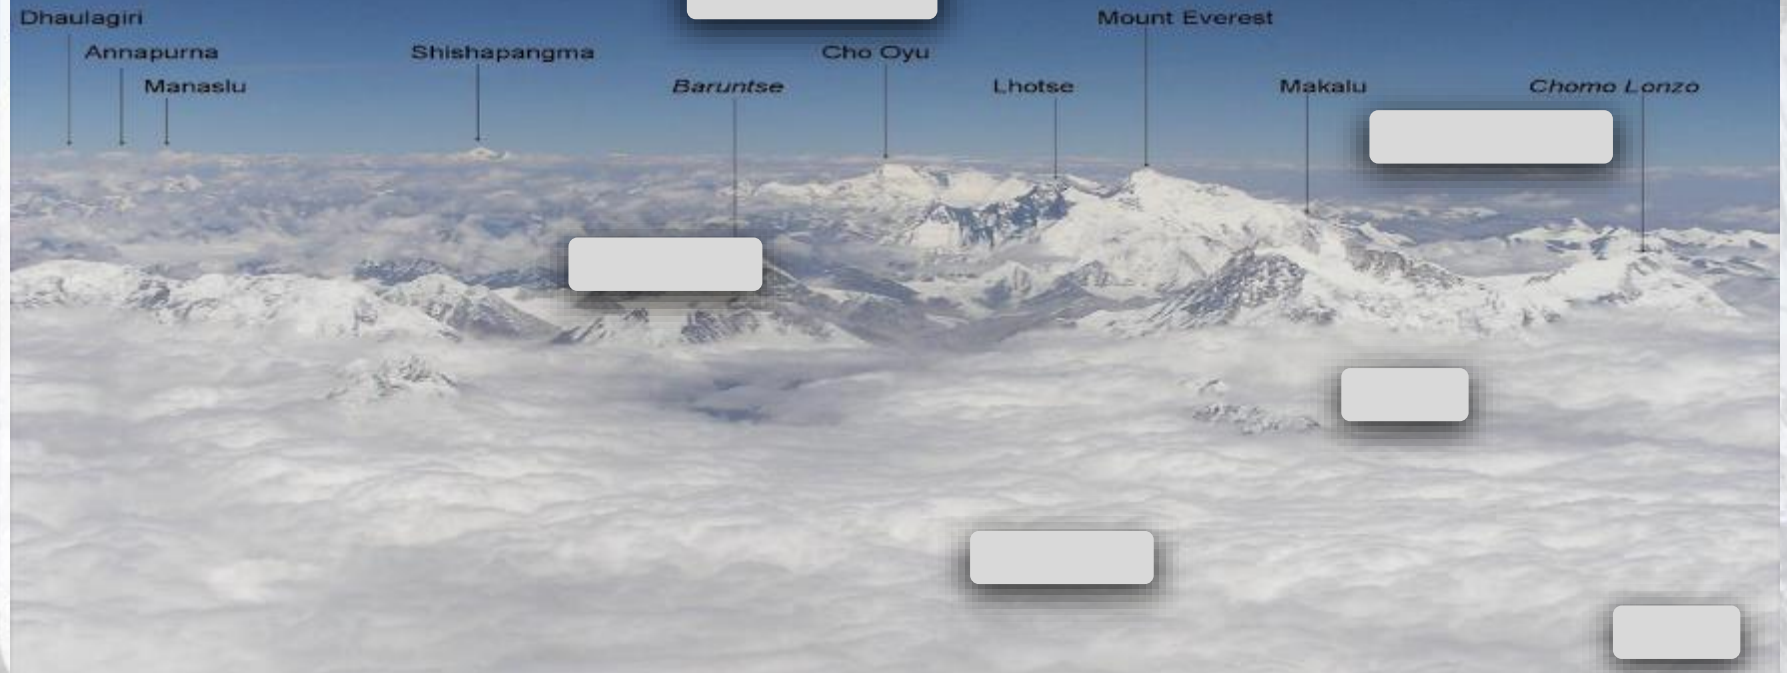 Dhaulagiri
Mount Everest
Annapurna
Shishapangma
Cho Oyu
Manaslu
Baruntse
Lhotse
Makalu
Chomo Lonzo